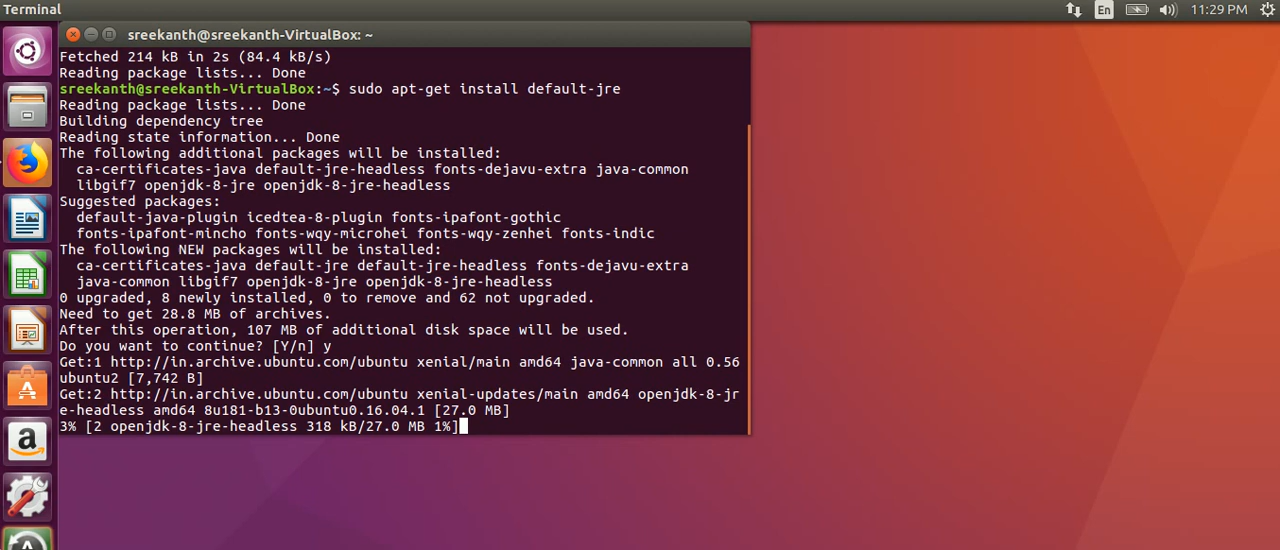 Terminal
En
11:29 PM
sreekanth@sreekanth-VirtualBox: ~
Fetched 214 kB in 2s (84.4 kB/s)
Reading package lists... Done
sreekanth@sreekanth-VirtualBox:~$ sudo apt-get install default-jre
Reading package lists... Done
Building dependency tree
Reading state information... Done
The following additional packages will be installed:
  ca-certificates-java default-jre-headless fonts-dejavu-extra java-common
  libgif7 openjdk-8-jre openjdk-8-jre-headless
Suggested packages:
  default-java-plugin icedtea-8-plugin fonts-ipafont-gothic
  fonts-ipafont-mincho fonts-wqy-microhei fonts-wqy-zenhei fonts-indic
The following NEW packages will be installed:
  ca-certificates-java default-jre default-jre-headless fonts-dejavu-extra
  java-common libgif7 openjdk-8-jre openjdk-8-jre-headless
0 upgraded, 8 newly installed, 0 to remove and 62 not upgraded.
Need to get 28.8 MB of archives.
After this operation, 107 MB of additional disk space will be used.
Do you want to continue? [Y/n] y
Get:1 http://in.archive.ubuntu.com/ubuntu xenial/main amd64 java-common all 0.56
ubuntu2 [7,742 B]
Get:2 http://in.archive.ubuntu.com/ubuntu xenial-updates/main amd64 openjdk-8-jr
e-headless amd64 8u181-b13-0ubuntu0.16.04.1 [27.0 MB]
3% [2 openjdk-8-jre-headless 318 kB/27.0 MB 1%]